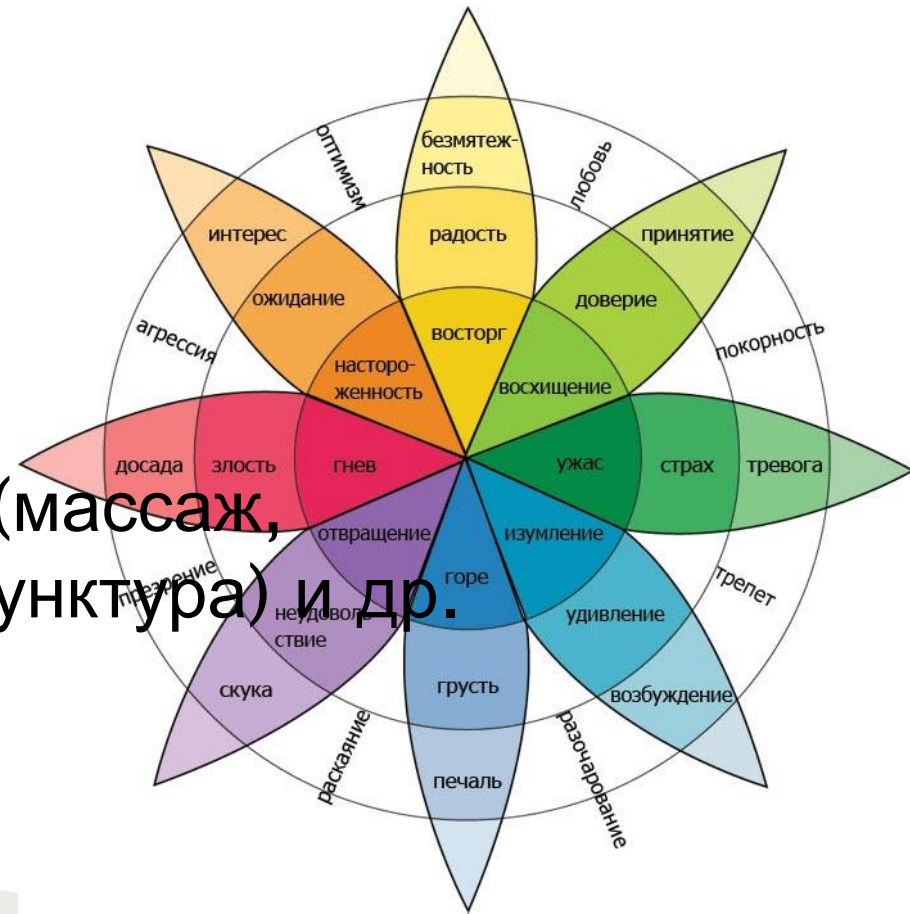 оптимизм
безмятеж-
ность
любовь
интерес
радость
принятие
ожидание
доверие
агрессия
восторг
покорность
насторо-
женность
восхищение
досада
злость
гнев
ужас
страх
тревога
(массаж,
отвращение
изумление
презрение
горе
трепет
унктура) и др.
неудоволь
ствие
удивление
скука
грусть
возбуждение
раскаяние
разочарование
печаль